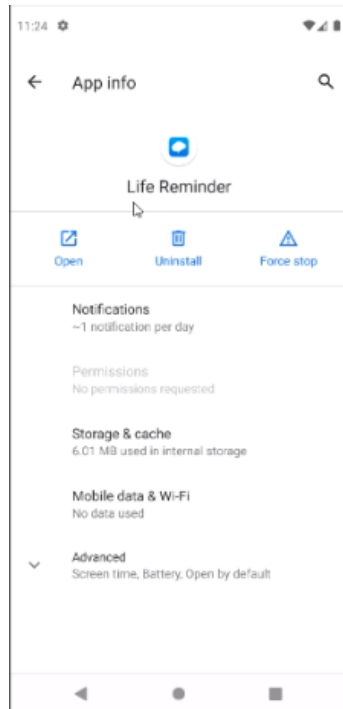 11:24
App info
Life Reminder
Open Uninstall Force stop
Notifications
~1 notification per day
Permissions
No permissions requested
Storage & cache
6.01 MB used in internal storage
Mobile data & Wi-Fi
No data used
Advanced
Screen time, Battery, Open by default